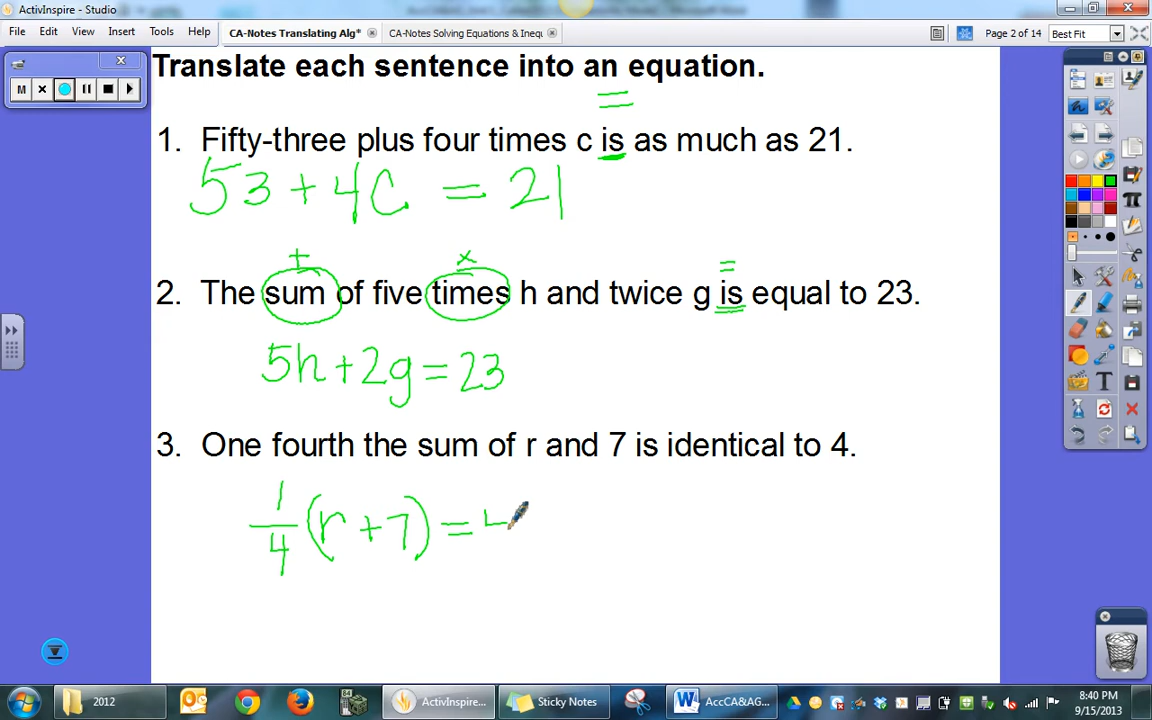 ActivInspire - Studio
File Edit View Insert Tools Help
CA-Notes Translating Alg*
CA-Notes Solving Equations & Inequ
Page 2 of 14
Best Fit
M
Translate each sentence into an equation.
=
1. Fifty-three plus four times c is as much as 21.
53 + 4C = 21
+ x =
2. The sum of five times h and twice g is equal to 23.
5h+2g=23
3. One fourth the sum of r and 7 is identical to 4.
1/4 (r + 7) = 4
2012
ActivInspire...
Sticky Notes
AccCA&AG...
8:40 PM
9/15/2013